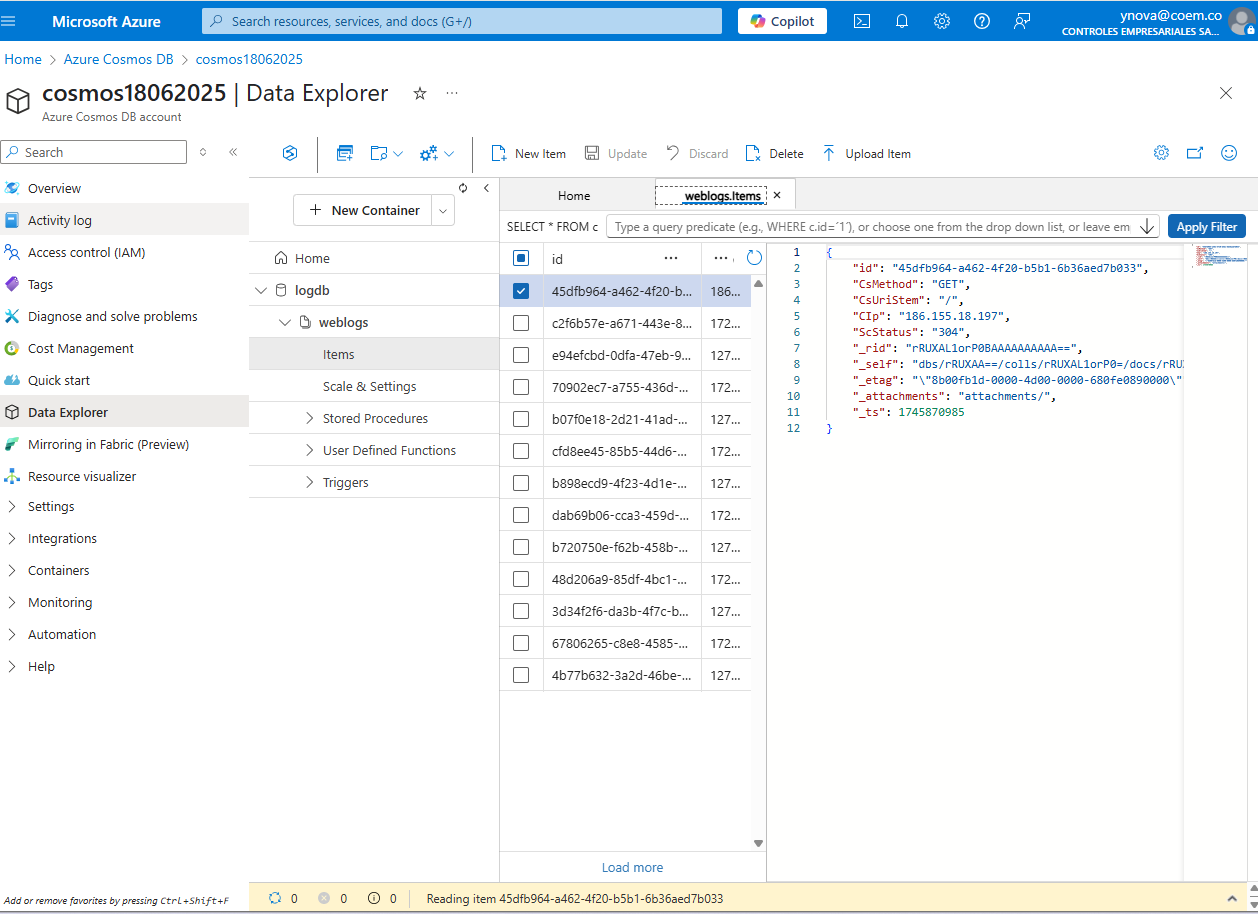 Microsoft Azure
Search resources, services, and docs (G+/)
Copilot
ynova@coem.co
CONTROLES EMPRESARIALES SA...
Home > Azure Cosmos DB > cosmos18062025
cosmos18062025 | Data Explorer
Azure Cosmos DB account
Search
Overview
Activity log
Access control (IAM)
Tags
Diagnose and solve problems
Cost Management
Quick start
Data Explorer
Mirroring in Fabric (Preview)
Resource visualizer
Settings
Integrations
Containers
Monitoring
Automation
Help
Add or remove favorites by pressing Ctrl+Shift+F
New Item
Update
Discard
Delete
Upload Item
New Container
Home
logdb
weblogs
Items
Scale & Settings
Stored Procedures
User Defined Functions
Triggers
Home
weblogs.Items
SELECT * FROM c
Type a query predicate (e.g., WHERE c.id=´1´), or choose one from the drop down list, or leave em
Apply Filter
id
45dfb964-a462-4f20-b... 186...
c2f6b57e-a671-443e-8... 172...
e94efcbd-0dfa-47eb-9... 127...
70902ec7-a755-436d-... 172...
b07f0e18-2d21-41ad-... 127...
cfd8ee45-85b5-44d6-... 172...
b898ecd9-4f23-4d1e-... 127...
dab69b06-cca3-459d-... 172...
b720750e-f62b-458b-... 127...
48d206a9-85df-4bc1-... 172...
3d34f2f6-da3b-4f7c-b... 127...
67806265-c8e8-4585-... 172...
4b77b632-3a2d-46be-... 127...
Load more
1 {
2 "id": "45dfb964-a462-4f20-b5b1-6b36aed7b033",
3 "CsMethod": "GET",
4 "CsUriStem": "/",
5 "CIp": "186.155.18.197",
6 "ScStatus": "304",
7 "_rid": "rRUXAL1orP0BAAAAAAAAAA==",
8 "_self": "dbs/rRUXAA==/colls/rRUXAL1orP0=/docs/rRUX
9 "_etag": "\"8b00fb1d-0000-4d00-0000-680fe0890000\"
10 "_attachments": "attachments/",
11 "_ts": 1745870985
12 }
0 0 0 Reading item 45dfb964-a462-4f20-b5b1-6b36aed7b033